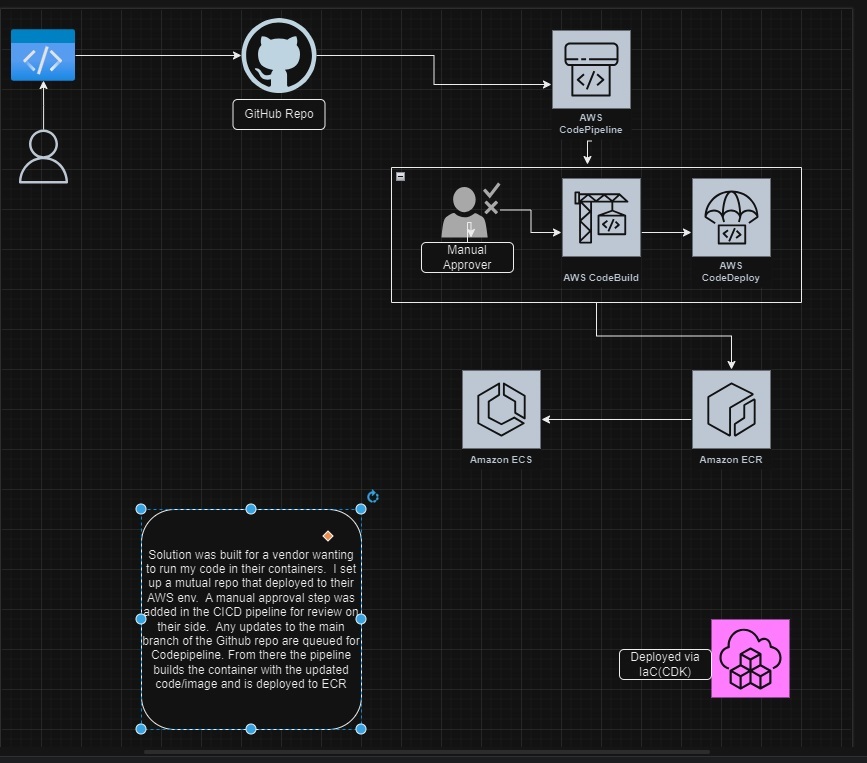 GitHub Repo
AWS
CodePipeline
Manual
Approver
AWS CodeBuild
AWS
CodeDeploy
Amazon ECS
Amazon ECR
Solution was built for a vendor wanting
to run my code in their containers.  I set
up a mutual repo that deployed to their
AWS env.  A manual approval step was
added in the CICD pipeline for review on
their side.  Any updates to the main
branch of the Github repo are queued for
Codepipeline. From there the pipeline
builds the container with the updated
code/image and is deployed to ECR
Deployed via
IaC(CDK)